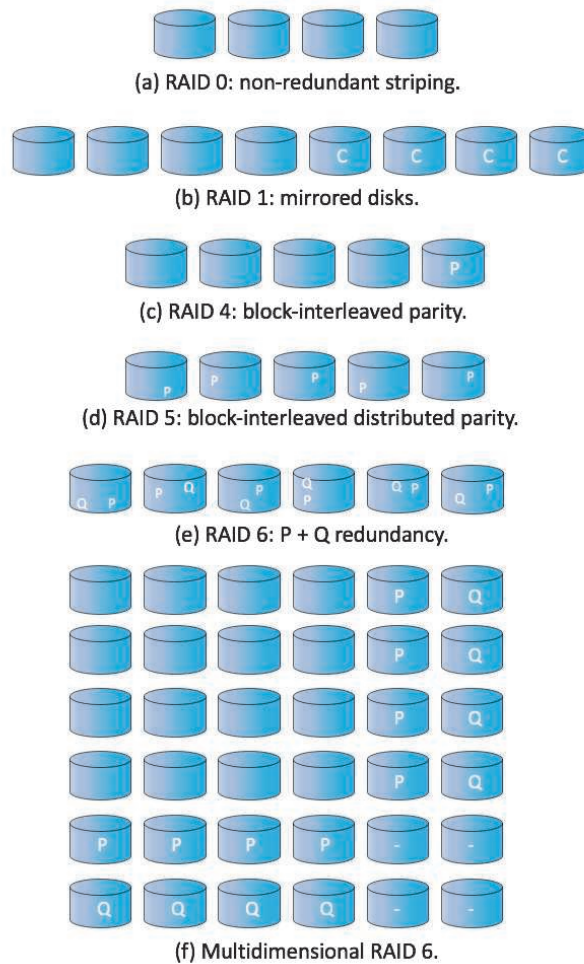 (a) RAID 0: non-redundant striping.
C C C C
(b) RAID 1: mirrored disks.
P
(c) RAID 4: block-interleaved parity.
P P P P P
(d) RAID 5: block-interleaved distributed parity.
Q P P Q Q P Q P Q P Q P
(e) RAID 6: P + Q redundancy.
P Q
P Q
P Q
P Q
P P P P - -
Q Q Q Q - -
(f) Multidimensional RAID 6.